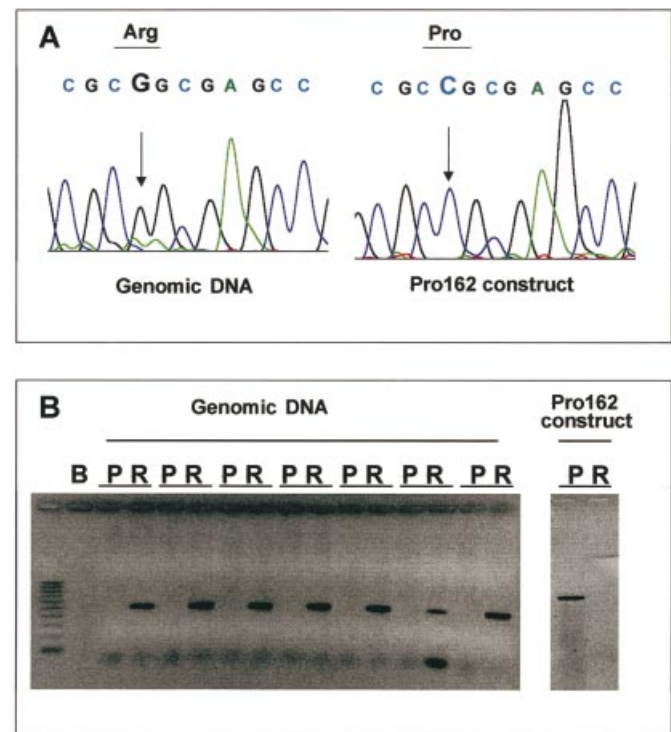 A
Arg
Pro
C G C G G C G A G C C
C G C C G C G A G C C
Genomic DNA
Pro162 construct
B
Genomic DNA
Pro162
construct
B P R P R P R P R P R P R P R
P R